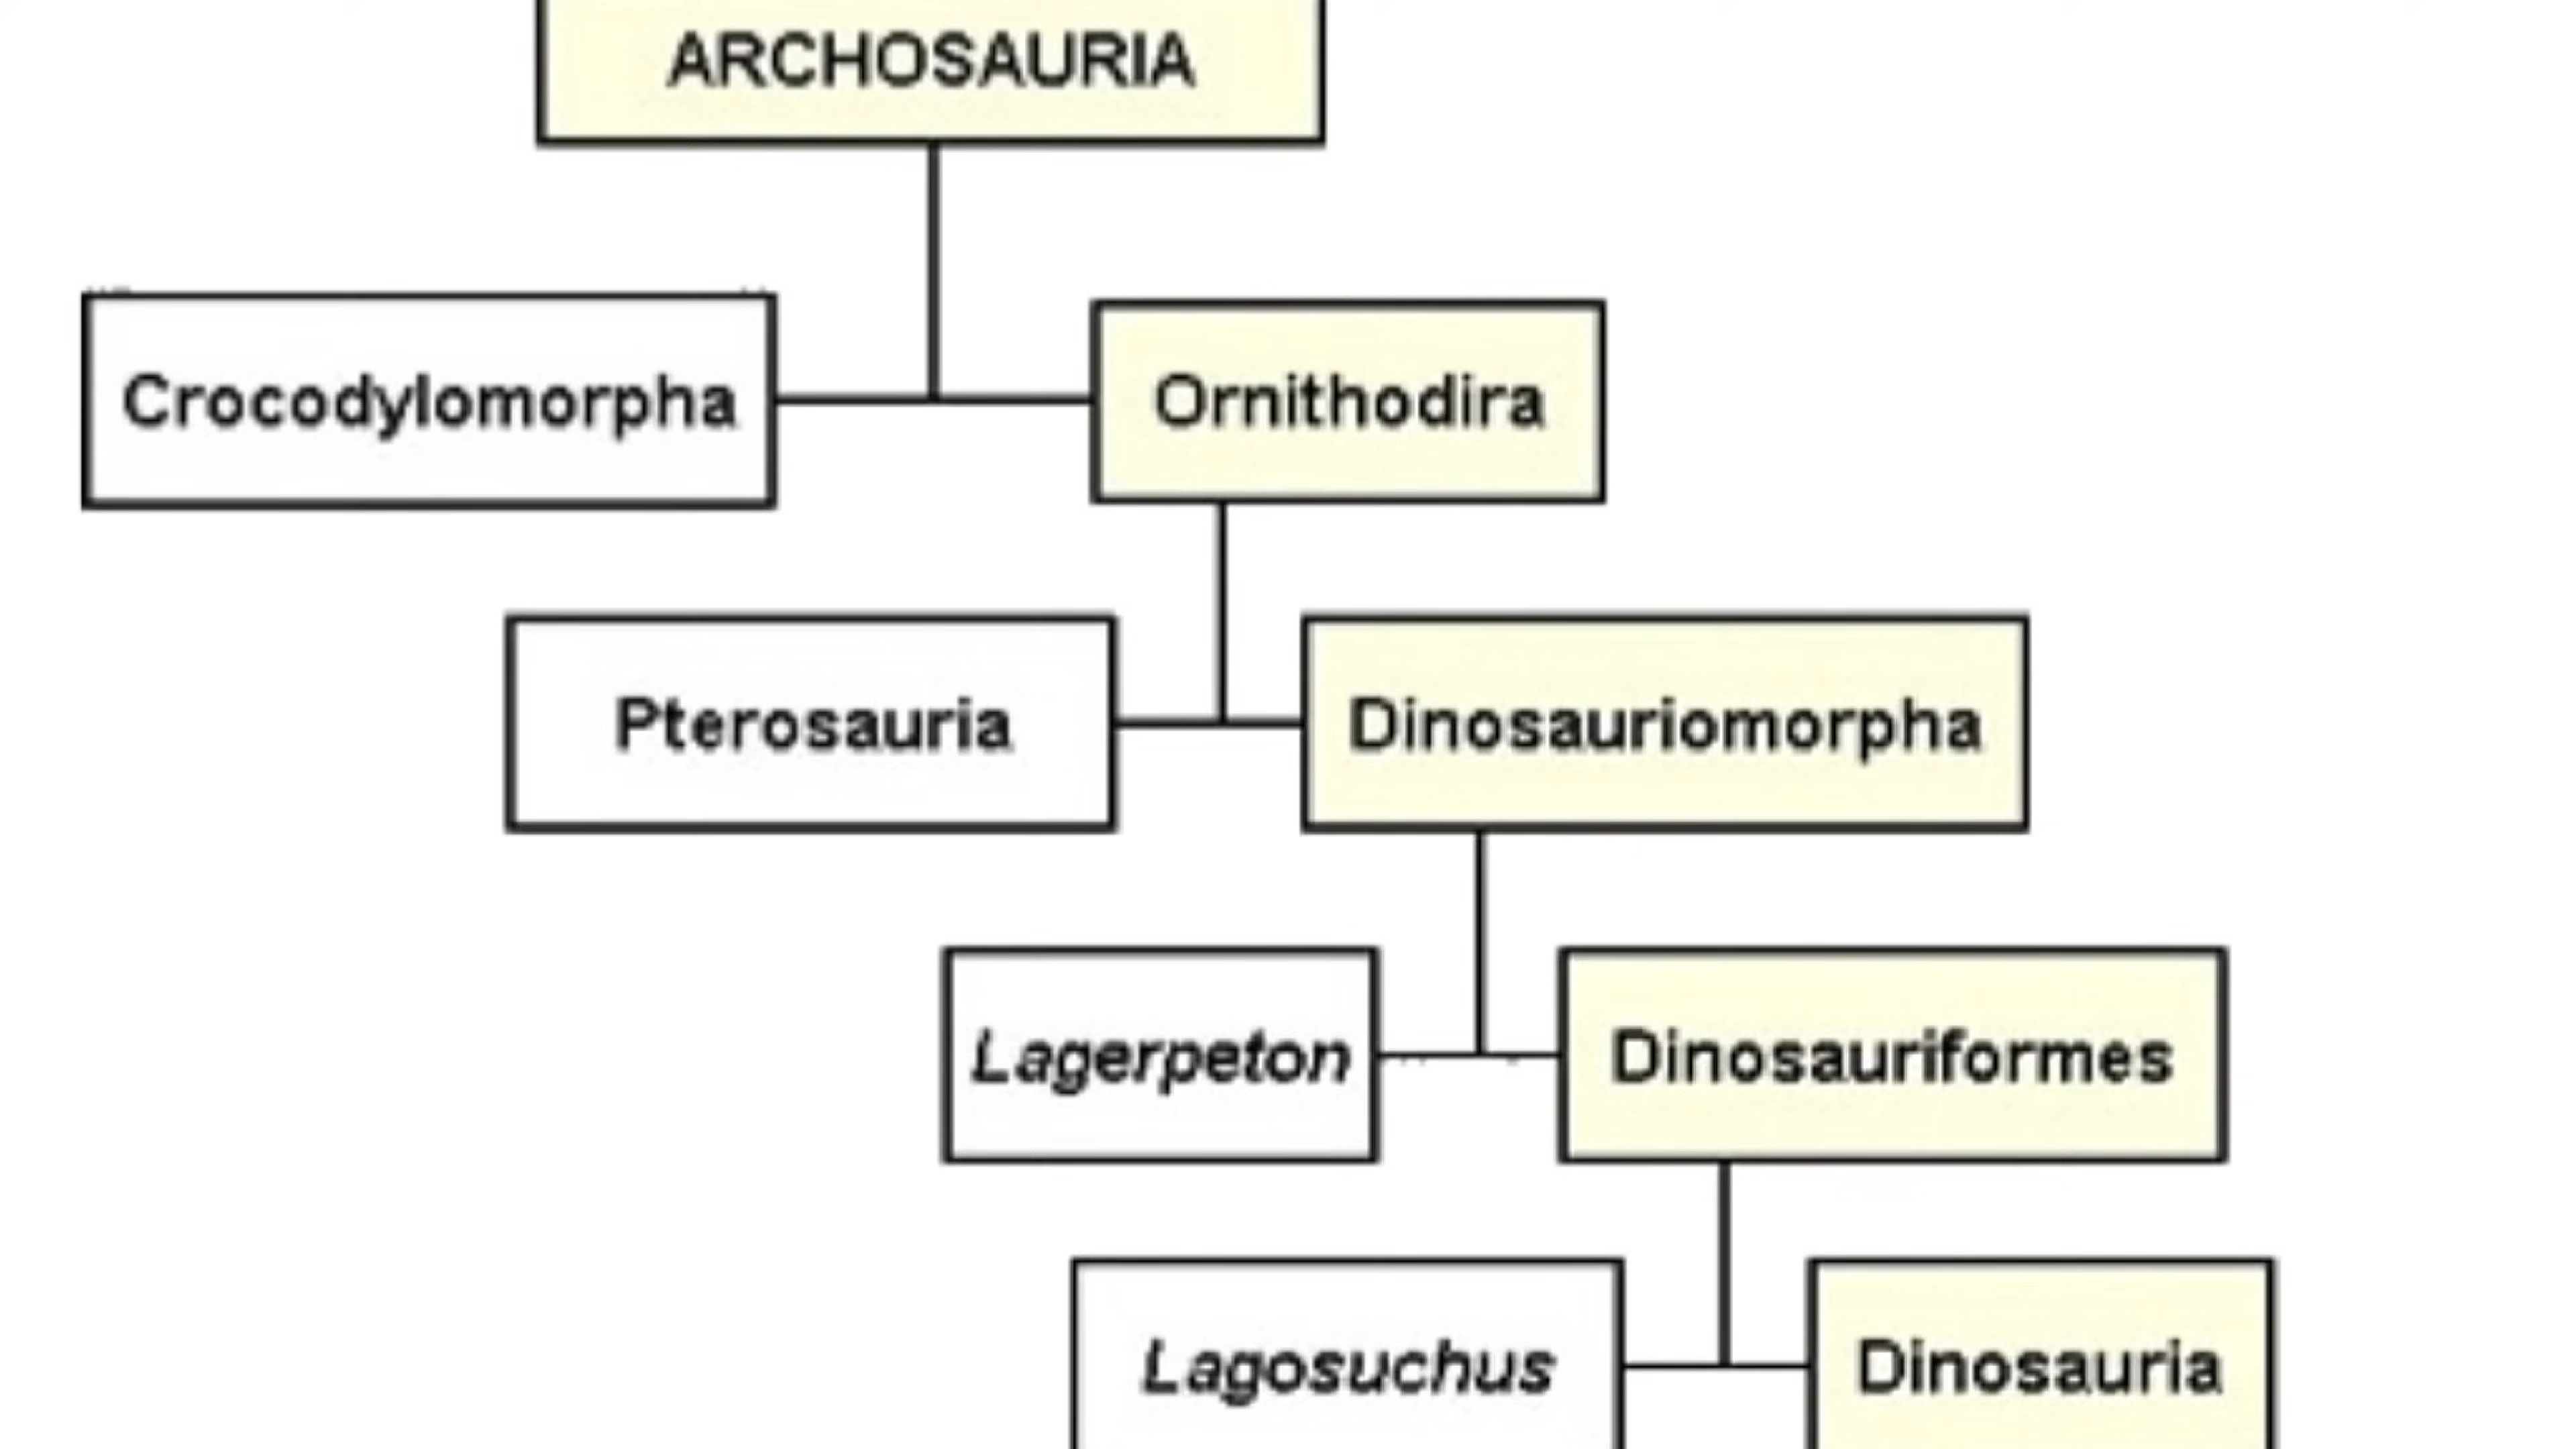 ARCHOSAURIA
Crocodylomorpha
Ornithodira
Pterosauria
Dinosauriomorpha
Lagerpeton
Dinosauriformes
Lagosuchus
Dinosauria